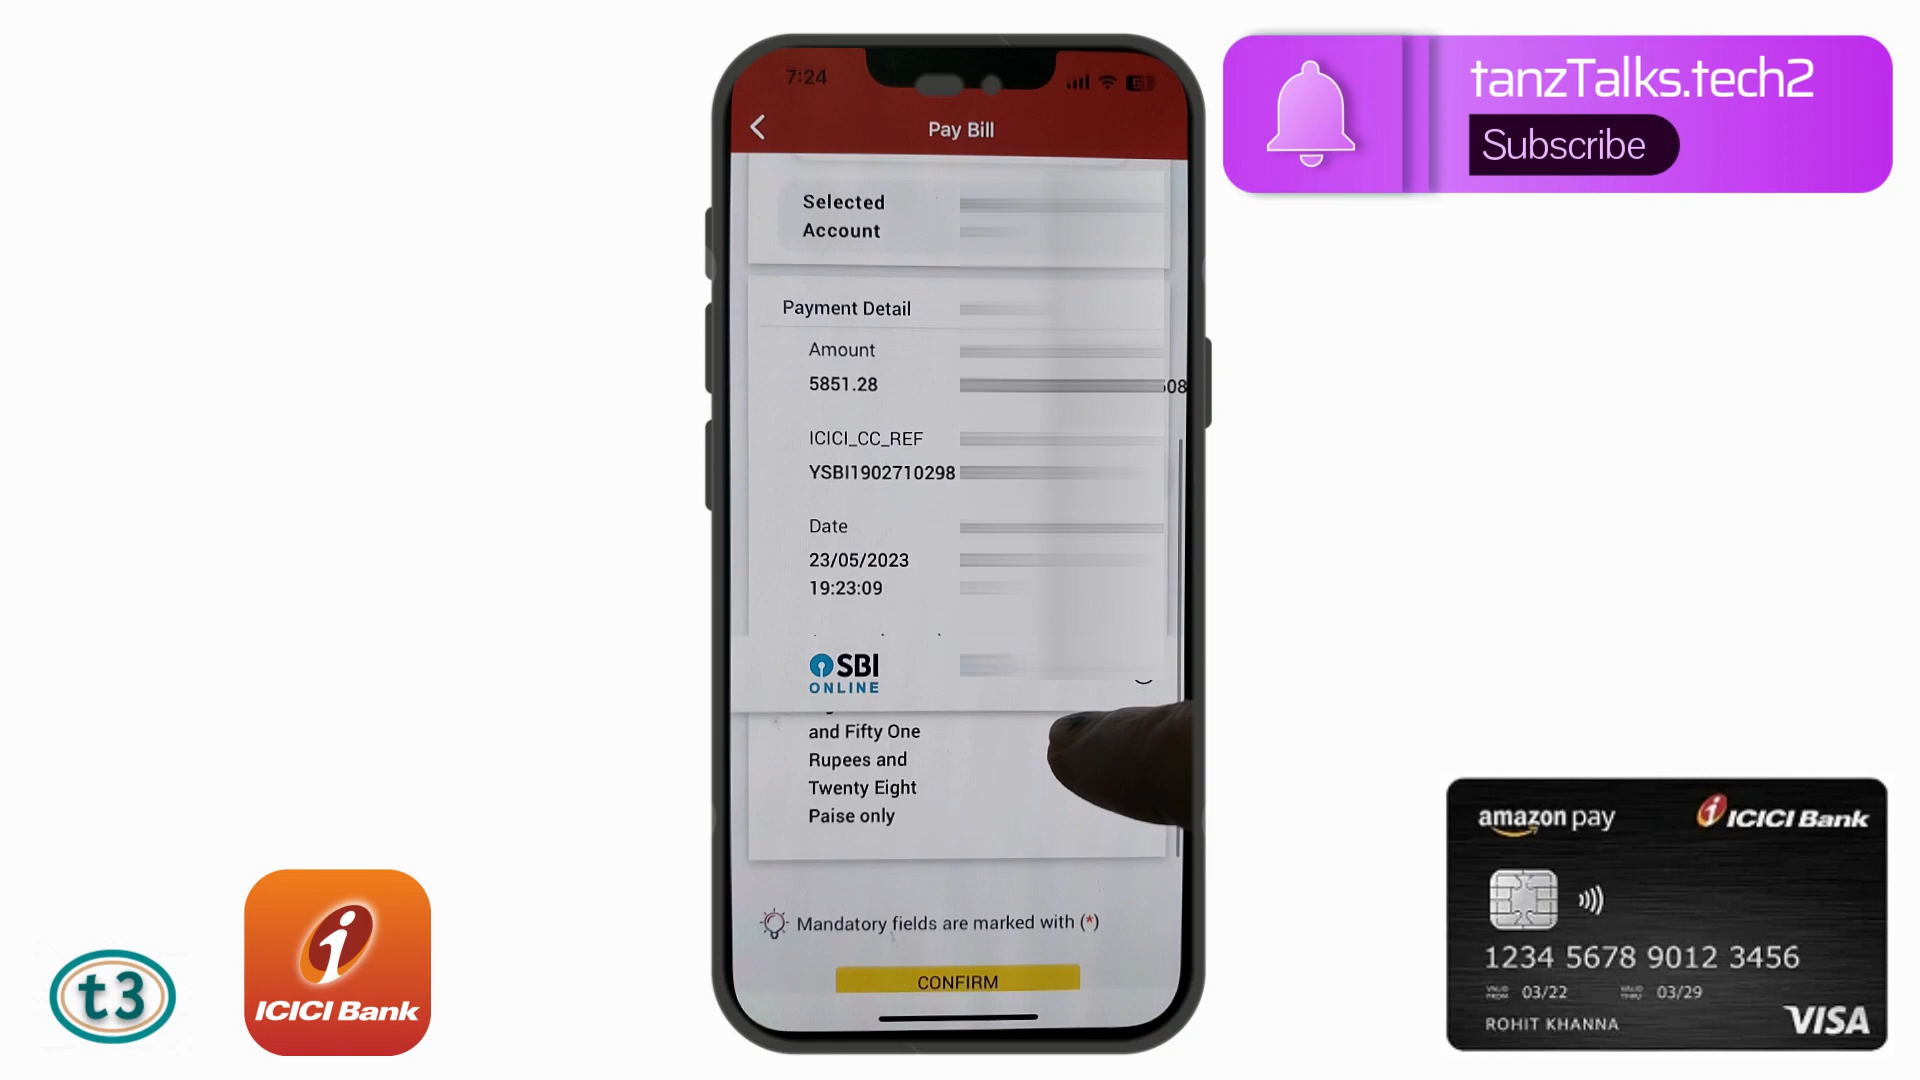 7:24
51
Pay Bill
Selected
Account
Payment Detail
Amount
5851.28
08
ICICI_CC_REF
YSBI1902710298
Date
23/05/2023
19:23:09
SBI
ONLINE
and Fifty One
Rupees and
Twenty Eight
Paise only
Mandatory fields are marked with (*)
CONFIRM
tanzTalks.tech2
Subscribe
t3
i
ICICI Bank
amazon pay
ICICI Bank
1234 5678 9012 3456
VALID FROM 03/22 VALID THRU 03/29
ROHIT KHANNA
VISA